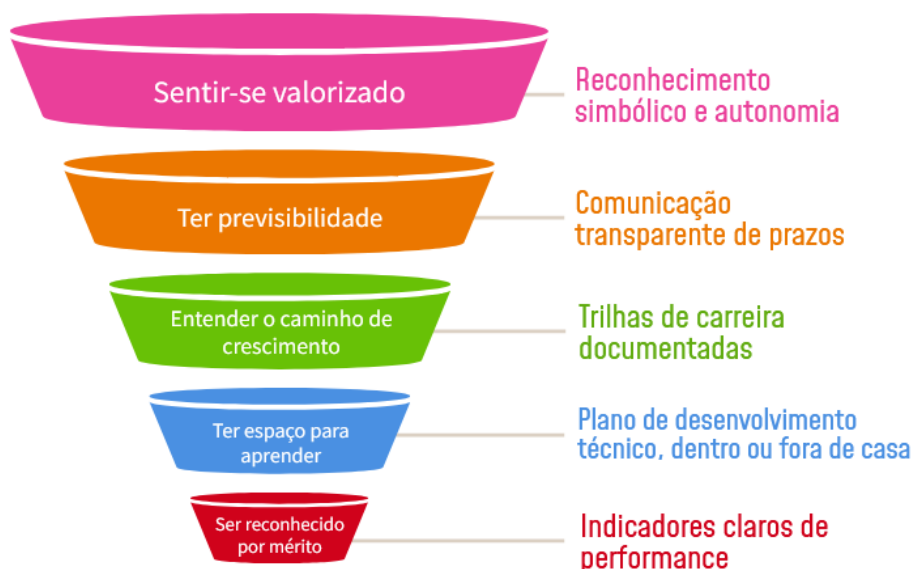 Sentir-se valorizado
Reconhecimento
simbólico e autonomia
Ter previsibilidade
Comunicação
transparente de prazos
Entender o caminho de
crescimento
Trilhas de carreira
documentadas
Ter espaço para
aprender
Plano de desenvolvimento
técnico, dentro ou fora de casa
Ser reconhecido
por mérito
Indicadores claros de
performance